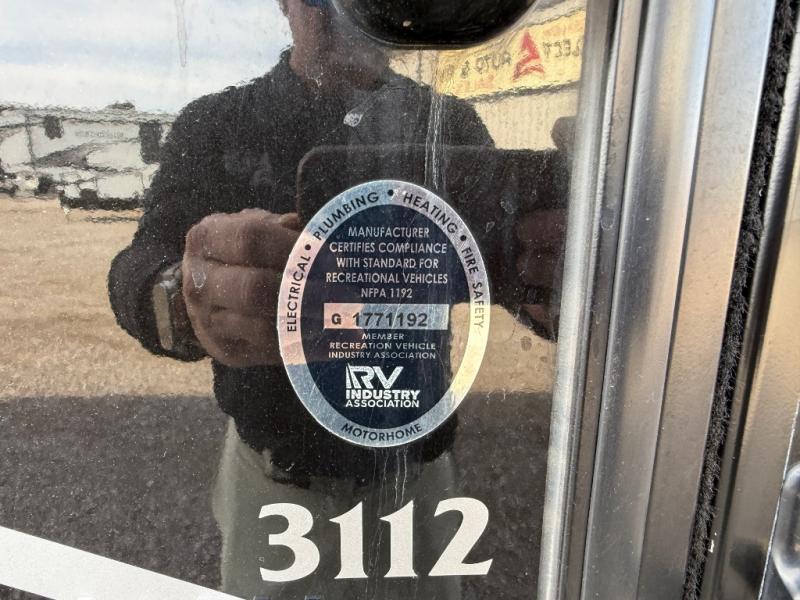 ELECTRICAL • PLUMBING • HEATING • FIRE SAFETY
MANUFACTURER
CERTIFIES COMPLIANCE
WITH STANDARD FOR
RECREATIONAL VEHICLES
NFPA 1192
G 1771192
MEMBER
RECREATION VEHICLE
INDUSTRY ASSOCIATION
RV
INDUSTRY
ASSOCIATION
MOTORHOME
3112